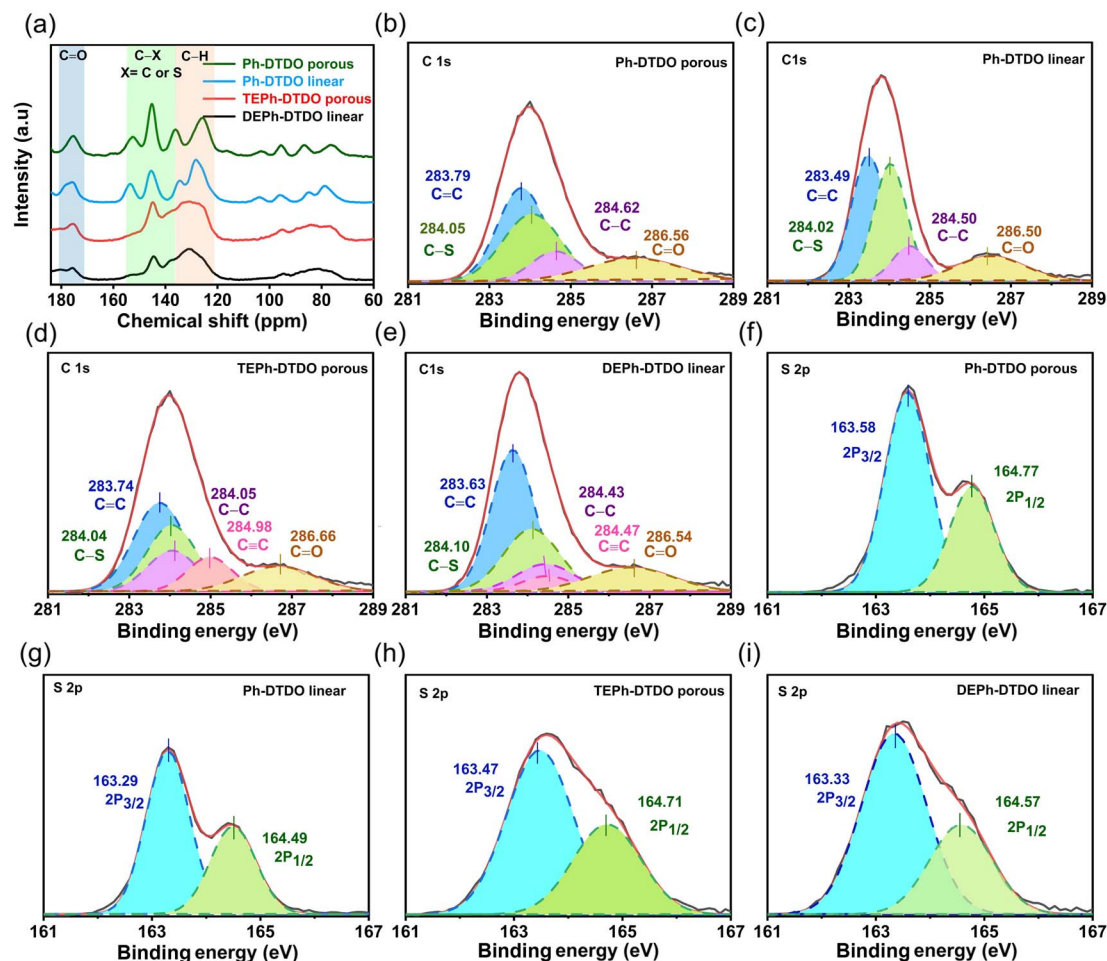 (a)
C=O
C–X
X= C or S
C–H
Ph-DTDO porous
Ph-DTDO linear
TEPh-DTDO porous
DEPh-DTDO linear
Intensity (a.u)
180 160 140 120 100 80 60
Chemical shift (ppm)
(b)
C 1s
Ph-DTDO porous
283.79
C=C
284.05
C–S
284.62
C–C
286.56
C=O
281 283 285 287 289
Binding energy (eV)
(c)
C1s
Ph-DTDO linear
283.49
C=C
284.02
C–S
284.50
C–C
286.50
C=O
281 283 285 287 289
Binding energy (eV)
(d)
C 1s
TEPh-DTDO porous
283.74
C=C
284.04
C–S
284.05
C–C
284.98
C≡C
286.66
C=O
281 283 285 287 289
Binding energy (eV)
(e)
C1s
DEPh-DTDO linear
283.63
C=C
284.10
C–S
284.43
C–C
284.47
C≡C
286.54
C=O
281 283 285 287 289
Binding energy (eV)
(f)
S 2p
Ph-DTDO porous
163.58
2P3/2
164.77
2P1/2
161 163 165 167
Binding energy (eV)
(g)
S 2p
Ph-DTDO linear
163.29
2P3/2
164.49
2P1/2
161 163 165 167
Binding energy (eV)
(h)
S 2p
TEPh-DTDO porous
163.47
2P3/2
164.71
2P1/2
161 163 165 167
Binding energy (eV)
(i)
S 2p
DEPh-DTDO linear
163.33
2P3/2
164.57
2P1/2
161 163 165 167
Binding energy (eV)